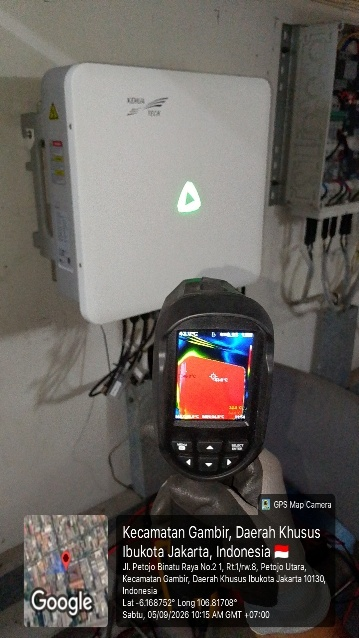 KEHUA
TECH
GPS Map Camera
Kecamatan Gambir, Daerah Khusus
Ibukota Jakarta, Indonesia 🇮🇩
Jl. Petojo Binatu Raya No.2 1, Rt.1/rw.8, Petojo Utara,
Kecamatan Gambir, Daerah Khusus Ibukota Jakarta 10130,
Indonesia
Lat -6.168752° Long 106.81708°
Sabtu, 05/09/2026 10:15 AM GMT +07:00
Google